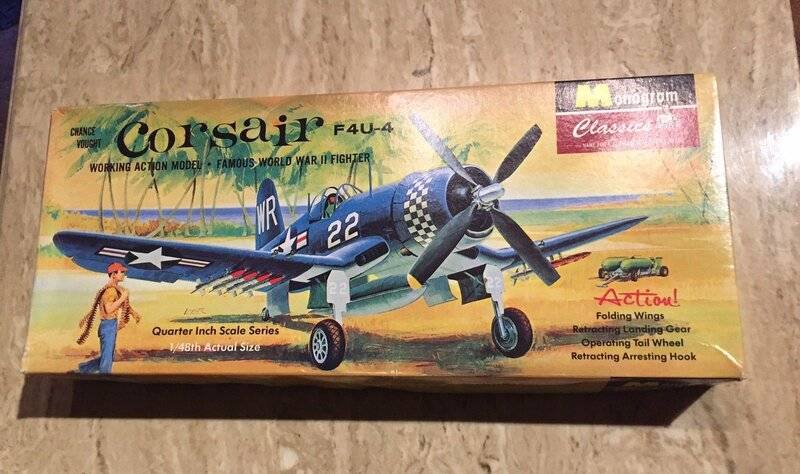 CHANCE
VOUGHT
Corsair F4U-4
WORKING ACTION MODEL • FAMOUS WORLD WAR II FIGHTER
Monogram
Classics
WR
22
22
22
Action!
Folding Wings
Retracting Landing Gear
Operating Tail Wheel
Retracting Arresting Hook
Quarter Inch Scale Series
1/48th Actual Size